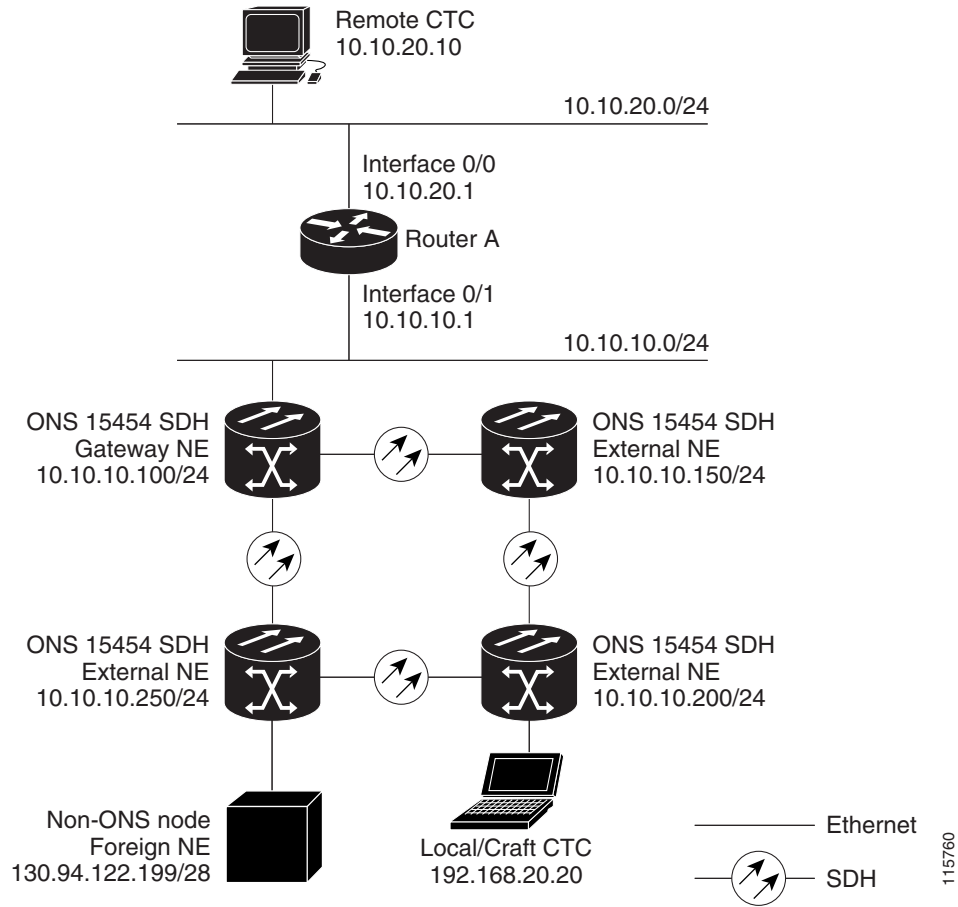 Remote CTC
10.10.20.10
10.10.20.0/24
Interface 0/0
10.10.20.1
Router A
Interface 0/1
10.10.10.1
10.10.10.0/24
ONS 15454 SDH
Gateway NE
10.10.10.100/24
ONS 15454 SDH
External NE
10.10.10.150/24
ONS 15454 SDH
External NE
10.10.10.250/24
ONS 15454 SDH
External NE
10.10.10.200/24
Non-ONS node
Foreign NE
130.94.122.199/28
Local/Craft CTC
192.168.20.20
Ethernet
SDH
115760